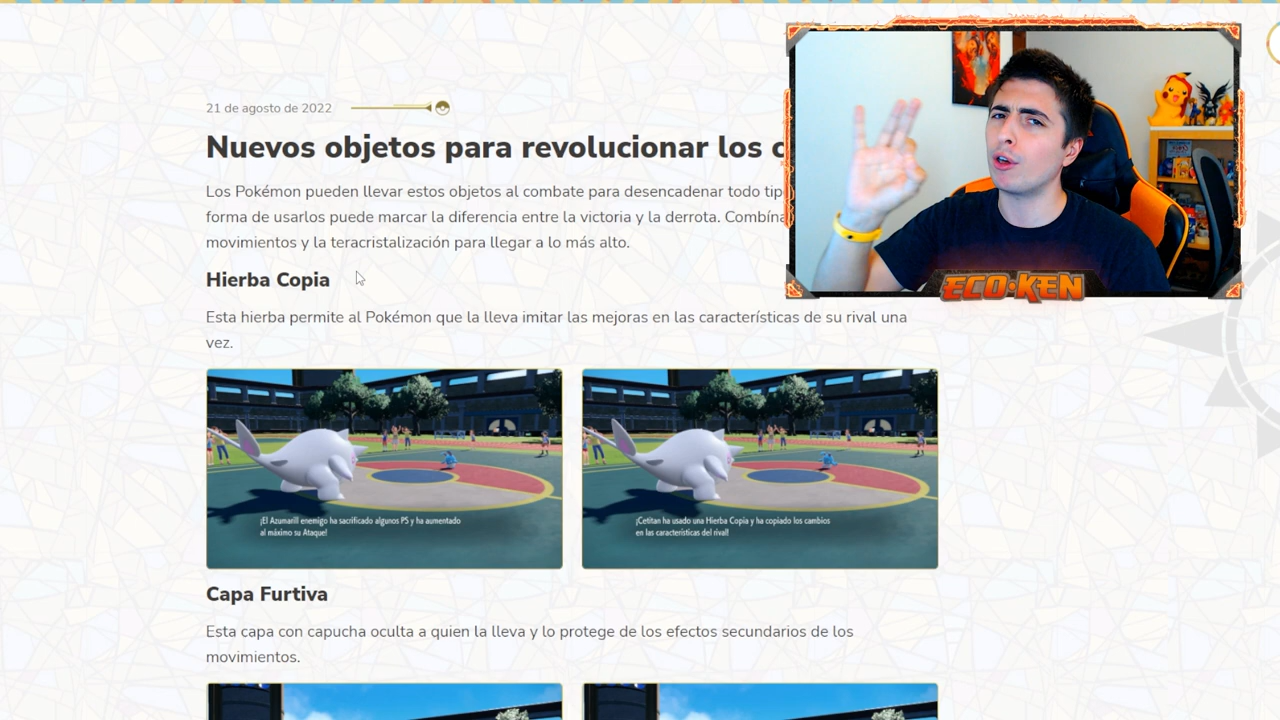 21 de agosto de 2022
Nuevos objetos para revolucionar los
Los Pokémon pueden llevar estos objetos al combate para desencadenar todo
forma de usarlos puede marcar la diferencia entre la victoria y la derrota.
movimientos y la teracristalización para llegar a lo más alto.
ECO·KEN
Hierba Copia
Esta hierba permite al Pokémon que la lleva imitar las mejoras en las características de su rival una
vez.
¡El Azumarill enemigo ha sacrificado algunos PS y ha aumentado
al máximo su Ataque!
¡Cetitan ha usado una Hierba Copia y ha copiado los cambios
en las características del rival!
Capa Furtiva
Esta capa con capucha oculta a quien la lleva y lo protege de los efectos secundarios de los
movimientos.